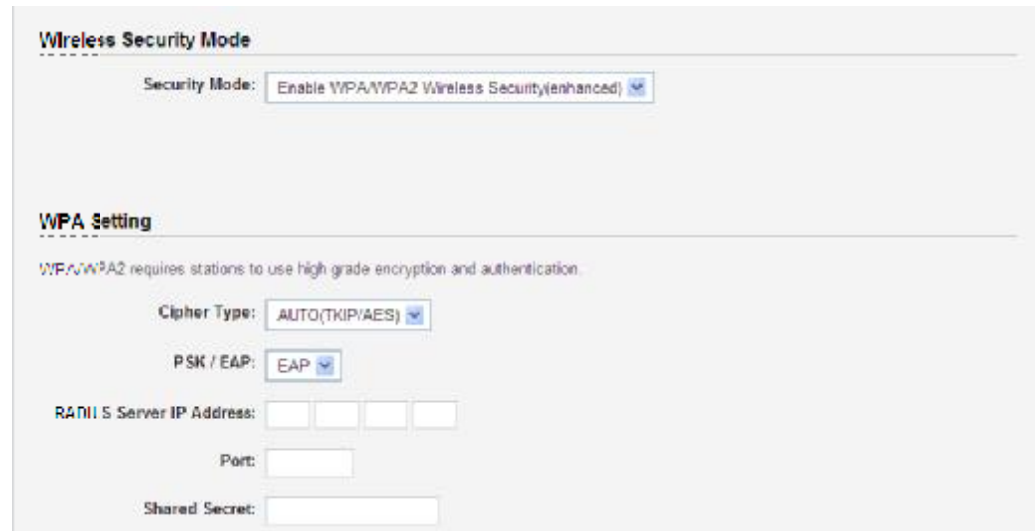 Wireless Security Mode
Security Mode: Enable WPA/WPA2 Wireless Security(enhanced)
WPA Setting
WPA/WPA2 requires stations to use high grade encryption and authentication.
Cipher Type: AUTO(TKIP/AES)
PSK / EAP: EAP
RADIUS Server IP Address:
Port:
Shared Secret: